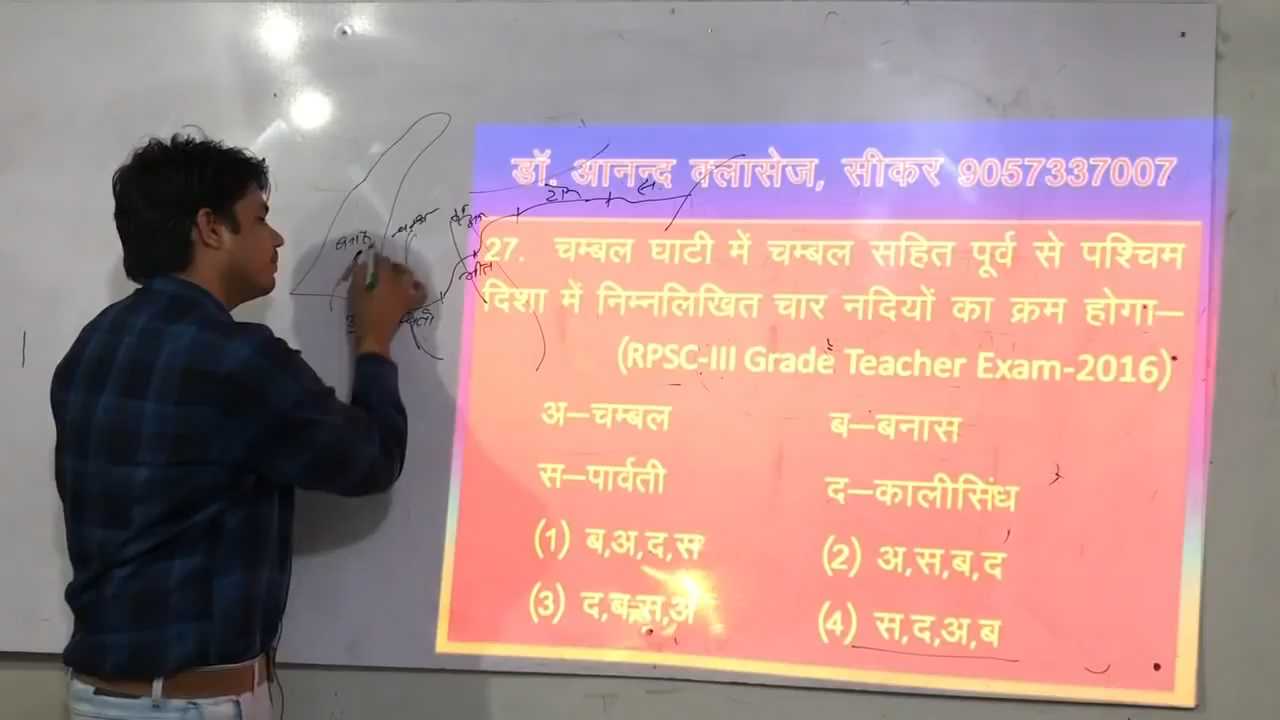 डॉ. आनन्द क्लासेज, सीकर 9057337007
27. चम्बल घाटी में चम्बल सहित पूर्व से पश्चिम
दिशा में निम्नलिखित चार नदियों का क्रम होगा–
(RPSC-III Grade Teacher Exam-2016)
अ–चम्बल ब–बनास
स–पार्वती द–कालीसिंध
(1) ब,अ,द,स (2) अ,स,ब,द
(3) द,ब,स,अ (4) स,द,अ,ब